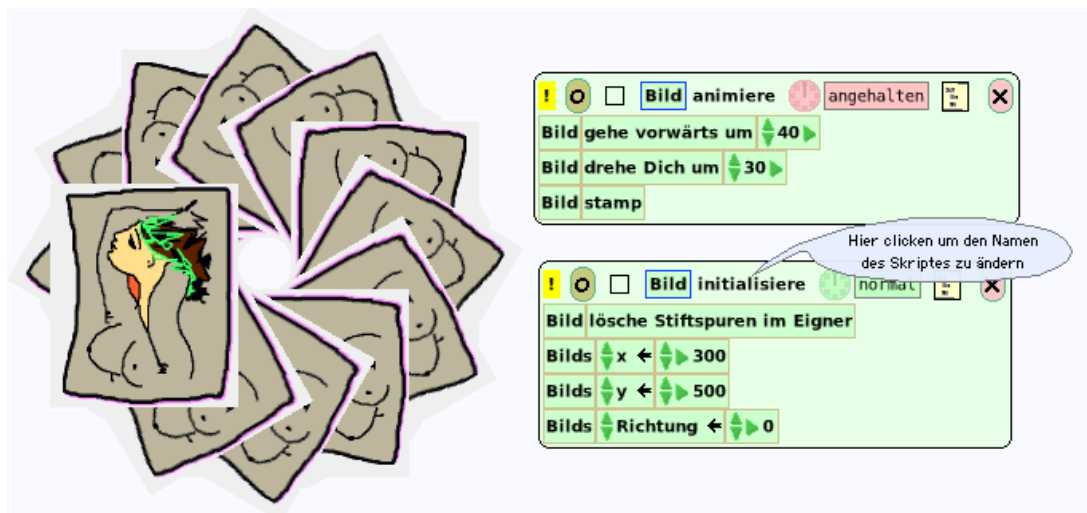 ! Bild animiere angehalten
Bild gehe vorwärts um 40
Bild drehe Dich um 30
Bild stamp
Hier clicken um den Namen
des Skriptes zu ändern
! Bild initialisiere normal
Bild lösche Stiftspuren im Eigner
Bilds x ← 300
Bilds y ← 500
Bilds Richtung ← 0